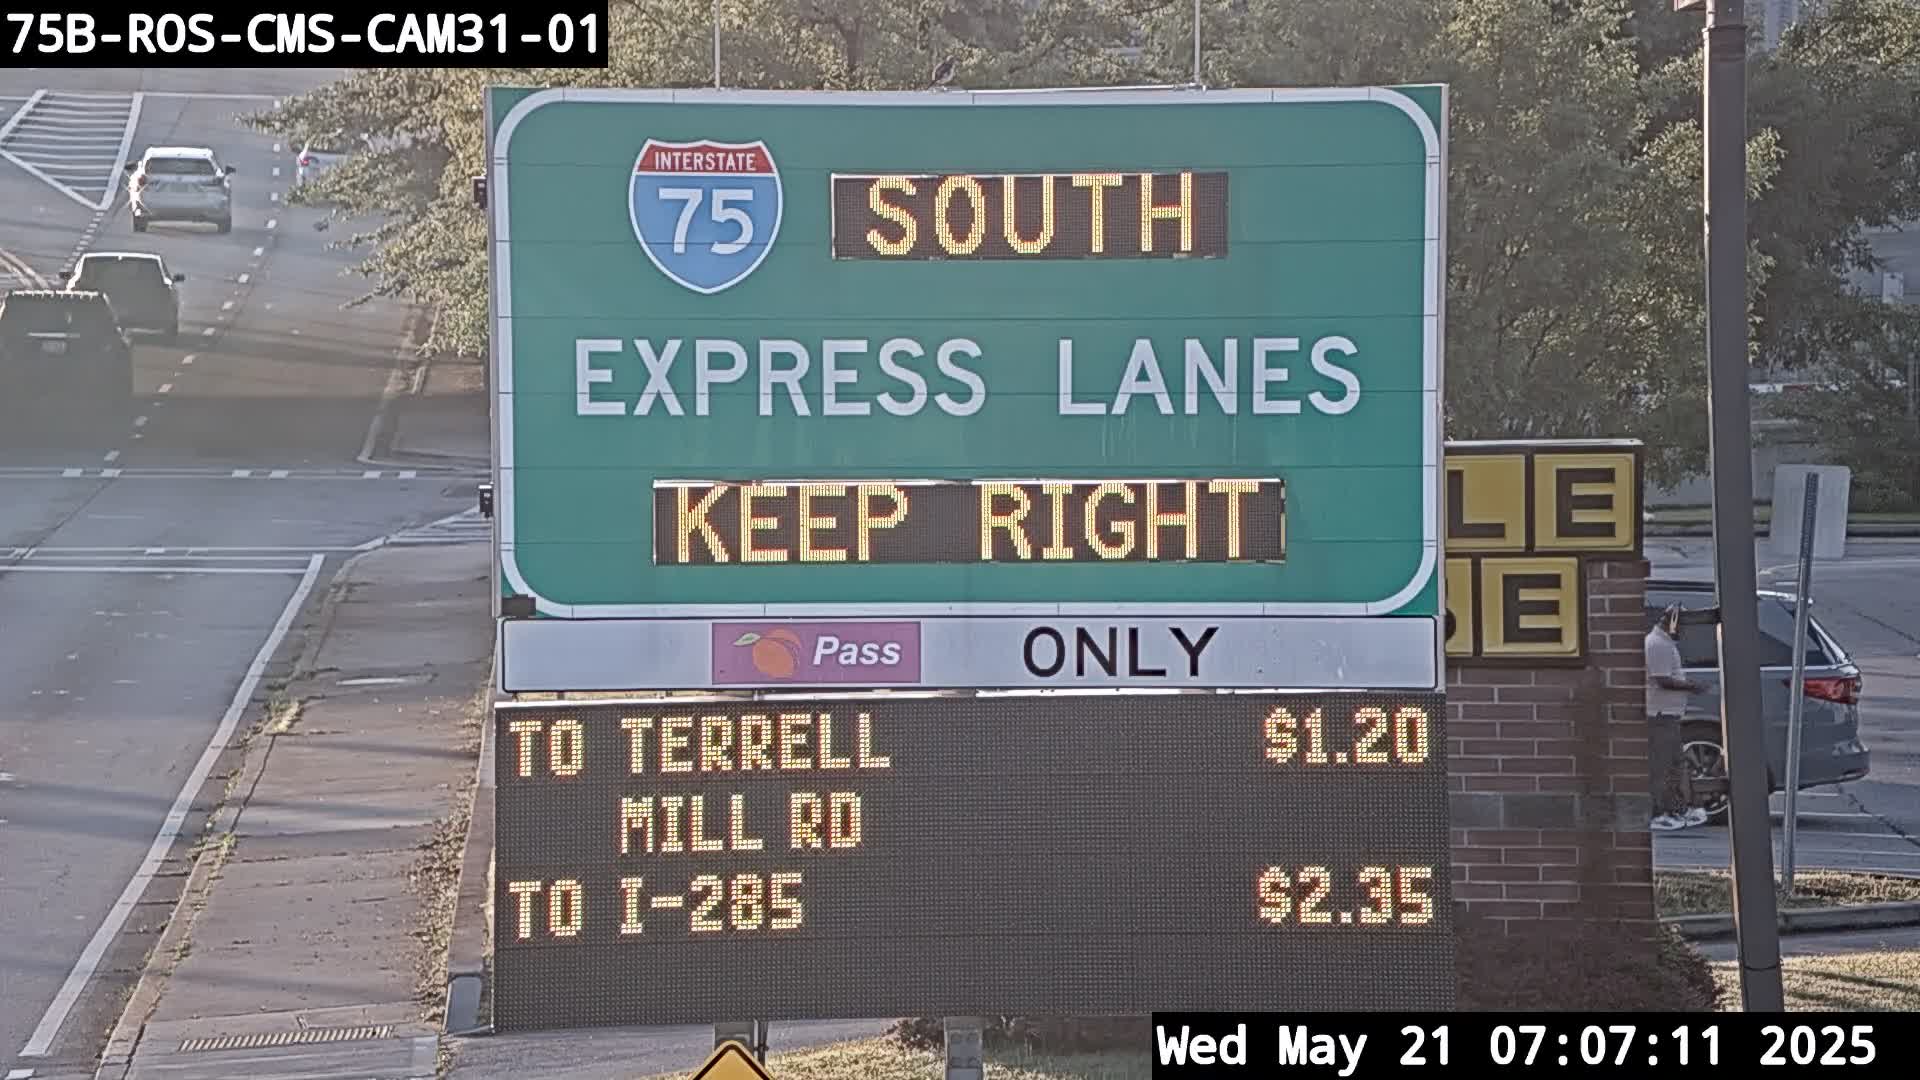 75B-ROS-CMS-CAM31-01
INTERSTATE
75
SOUTH
EXPRESS LANES
KEEP RIGHT
Pass ONLY
TO TERRELL $1.20
MILL RD
TO I-285 $2.35
LE
E
Wed May 21 07:07:11 2025